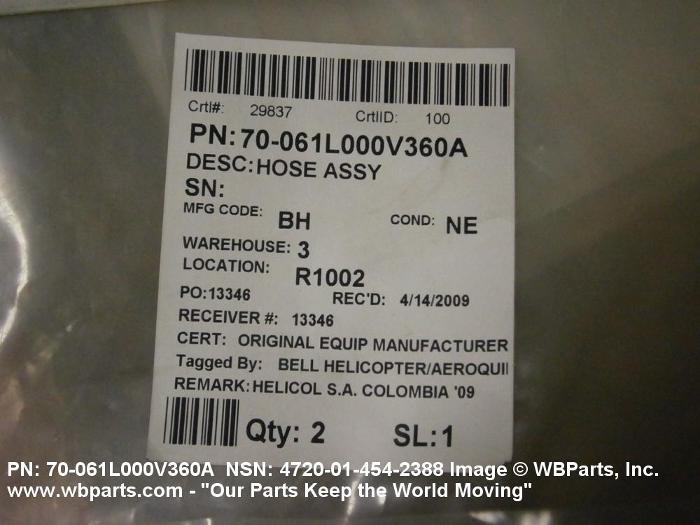 Crtl#: 29837 CrtlID: 100
PN: 70-061L000V360A
DESC: HOSE ASSY
SN:
MFG CODE: BH COND: NE
WAREHOUSE: 3
LOCATION: R1002
PO:13346 REC'D: 4/14/2009
RECEIVER #: 13346
CERT: ORIGINAL EQUIP MANUFACTURER
Tagged By: BELL HELICOPTER/AEROQUI
REMARK: HELICOL S.A. COLOMBIA '09
Qty: 2 SL:1
PN: 70-061L000V360A NSN: 4720-01-454-2388 Image © WBParts, Inc.
www.wbparts.com - "Our Parts Keep the World Moving"